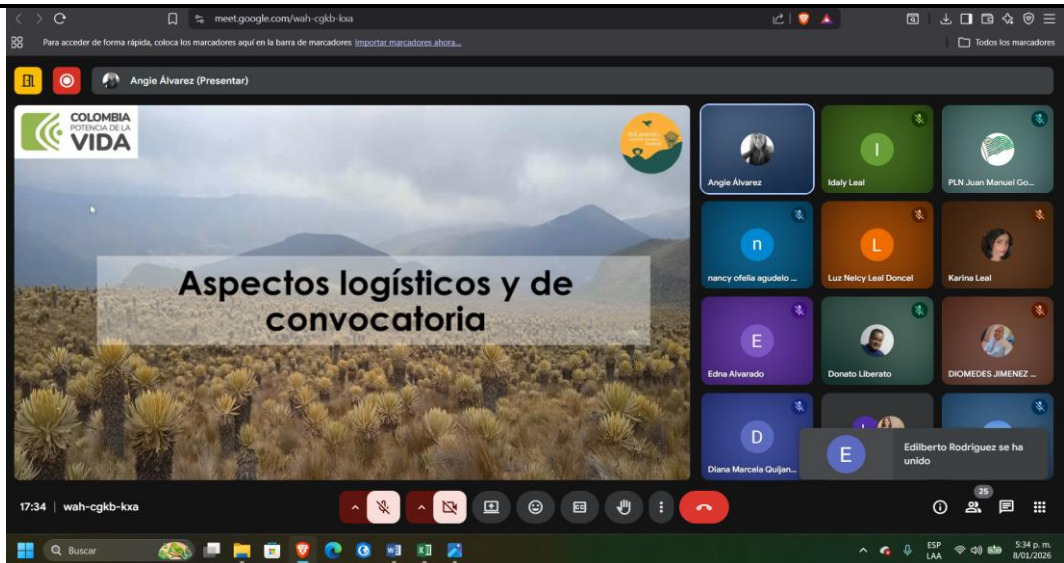 meet.google.com/wah-cgkb-kxa
Para acceder de forma rápida, coloca los marcadores aquí en la barra de marcadores Importar marcadores ahora...
Todos los marcadores
Angie Álvarez (Presentar)
COLOMBIA
POTENCIA DE LA
VIDA
Aspectos logísticos y de
convocatoria
Angie Álvarez
I
Idaly Leal
PLN Juan Manuel Go...
n
nancy ofelia agudelo ...
L
Luz Nelcy Leal Doncel
Karina Leal
E
Edna Alvarado
Donato Liberato
DIOMEDES JIMENEZ ...
D
Diana Marcela Quijan...
E
Edilberto Rodriguez se ha
unido
17:34 | wah-cgkb-kxa
25
Buscar
ESP
LAA
5:34 p. m.
8/01/2026